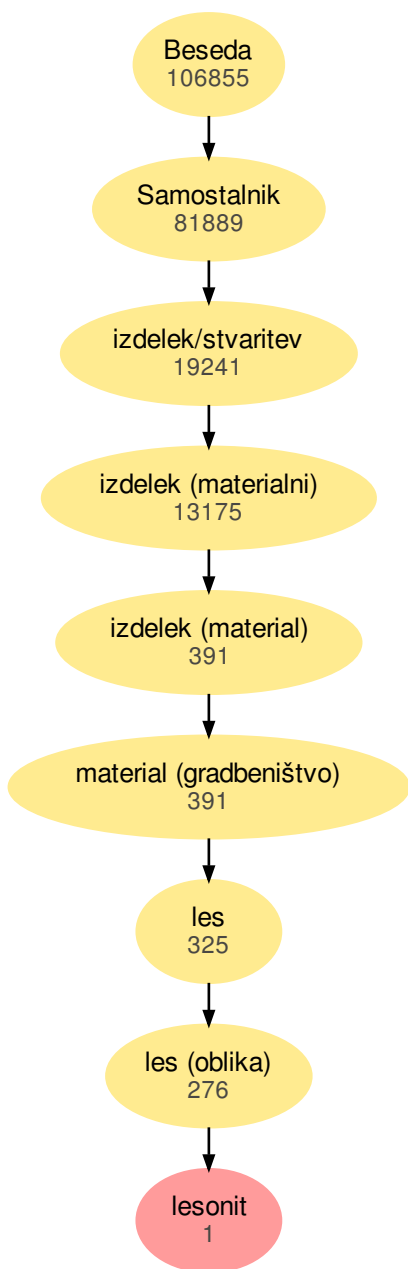 Beseda
106855
Samostalnik
81889
izdelek/stvaritev
19241
izdelek (materialni)
13175
izdelek (material)
391
material (gradbeništvo)
391
les
325
les (oblika)
276
lesonit
1